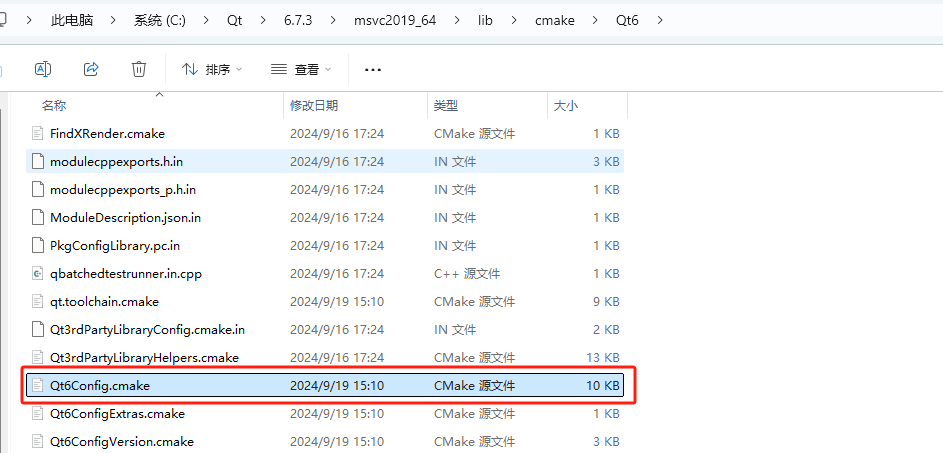 此电脑 > 系统 (C:) > Qt > 6.7.3 > msvc2019_64 > lib > cmake > Qt6 >
排序 查看
名称 修改日期 类型 大小
FindXRender.cmake 2024/9/16 17:24 CMake 源文件 1 KB
modulecppexports.h.in 2024/9/16 17:24 IN 文件 3 KB
modulecppexports_p.h.in 2024/9/16 17:24 IN 文件 1 KB
ModuleDescription.json.in 2024/9/16 17:24 IN 文件 1 KB
PkgConfigLibrary.pc.in 2024/9/16 17:24 IN 文件 1 KB
qbatchedtestrunner.in.cpp 2024/9/16 17:24 C++ 源文件 1 KB
qt.toolchain.cmake 2024/9/19 15:10 CMake 源文件 9 KB
Qt3rdPartyLibraryConfig.cmake.in 2024/9/16 17:24 IN 文件 2 KB
Qt3rdPartyLibraryHelpers.cmake 2024/9/16 17:24 CMake 源文件 13 KB
Qt6Config.cmake 2024/9/19 15:10 CMake 源文件 10 KB
Qt6ConfigExtras.cmake 2024/9/19 15:10 CMake 源文件 1 KB
Qt6ConfigVersion.cmake 2024/9/19 15:10 CMake 源文件 3 KB